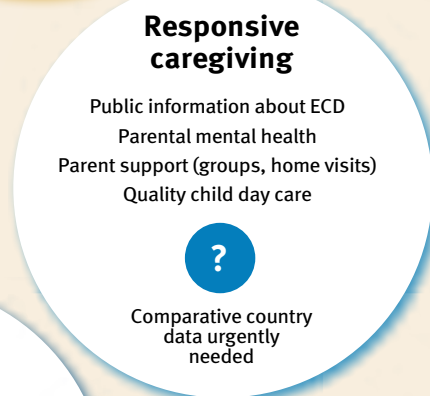 Responsive
caregiving
Public information about ECD
Parental mental health
Parent support (groups, home visits)
Quality child day care
?
Comparative country
data urgently
needed